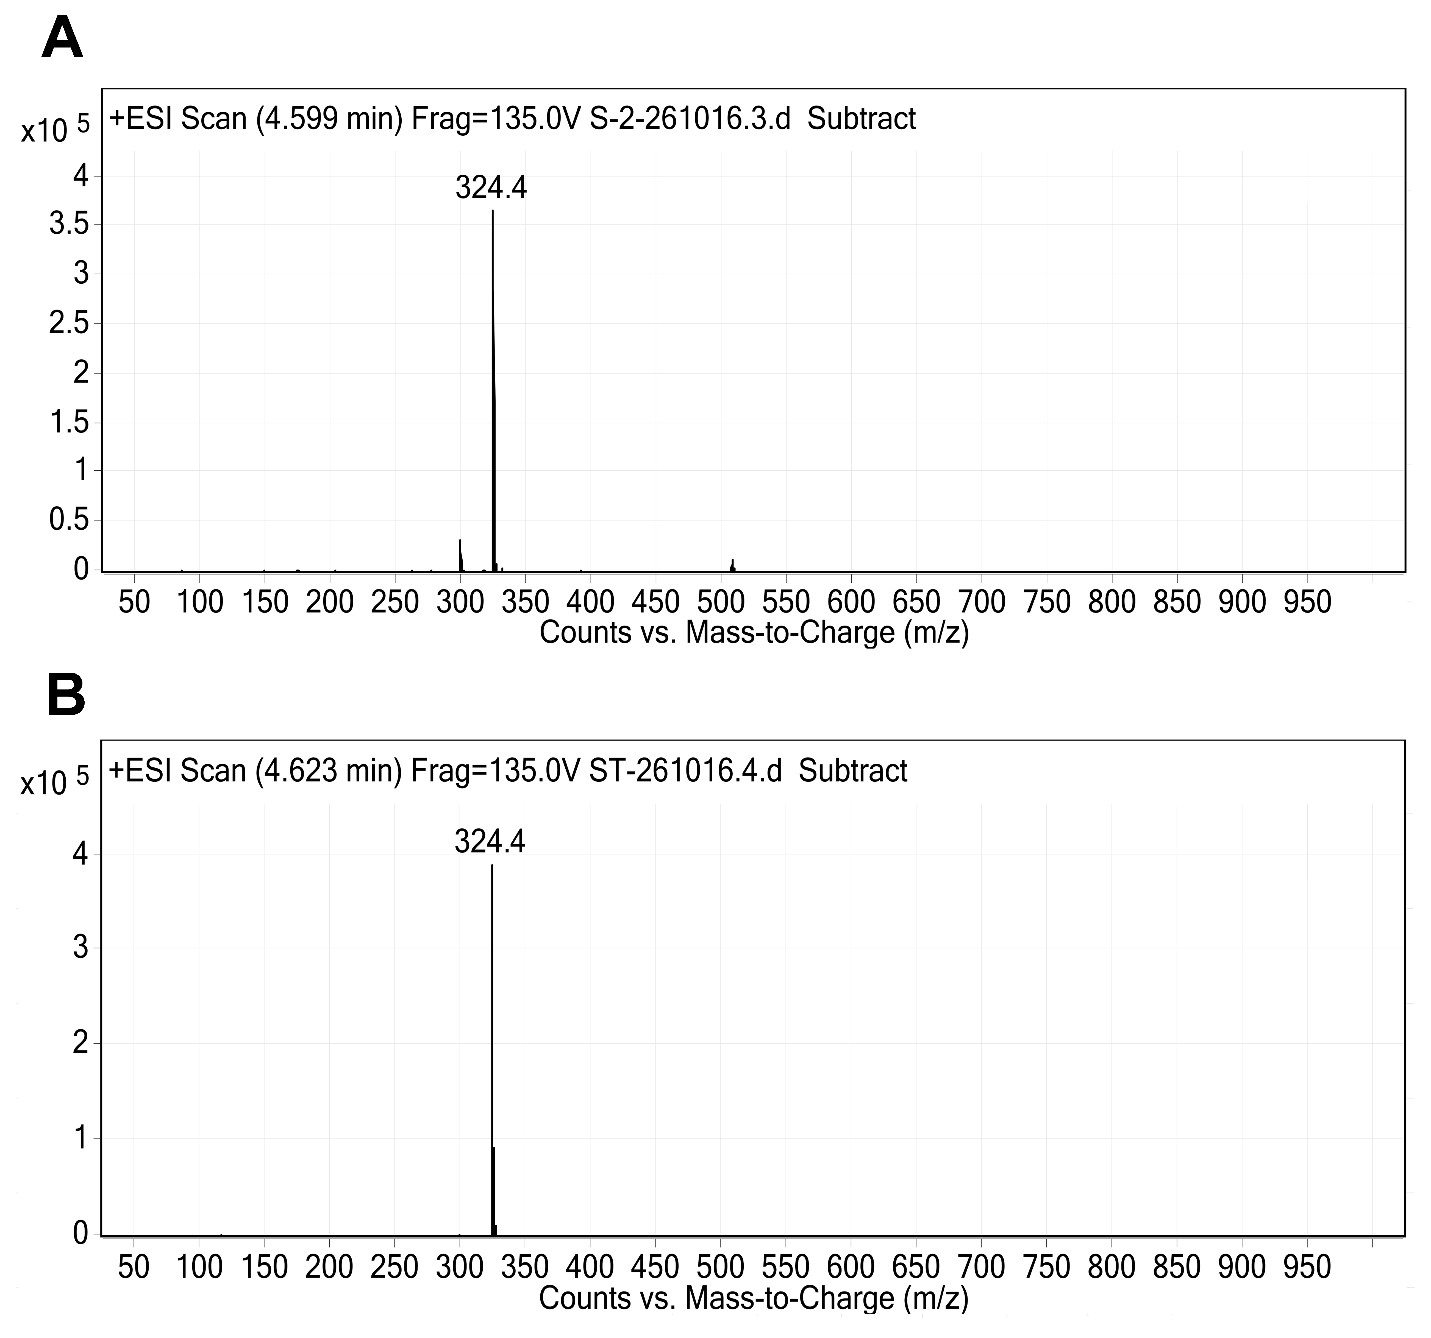 A
+ESI Scan (4.599 min) Frag=135.0V S-2-261016.3.d Subtract
x10 5
324.4
4
3.5
3
2.5
2
1.5
1
0.5
0
50 100 150 200 250 300 350 400 450 500 550 600 650 700 750 800 850 900 950
Counts vs. Mass-to-Charge (m/z)
B
+ESI Scan (4.623 min) Frag=135.0V ST-261016.4.d Subtract
x10 5
324.4
4
3
2
1
0
50 100 150 200 250 300 350 400 450 500 550 600 650 700 750 800 850 900 950
Counts vs. Mass-to-Charge (m/z)